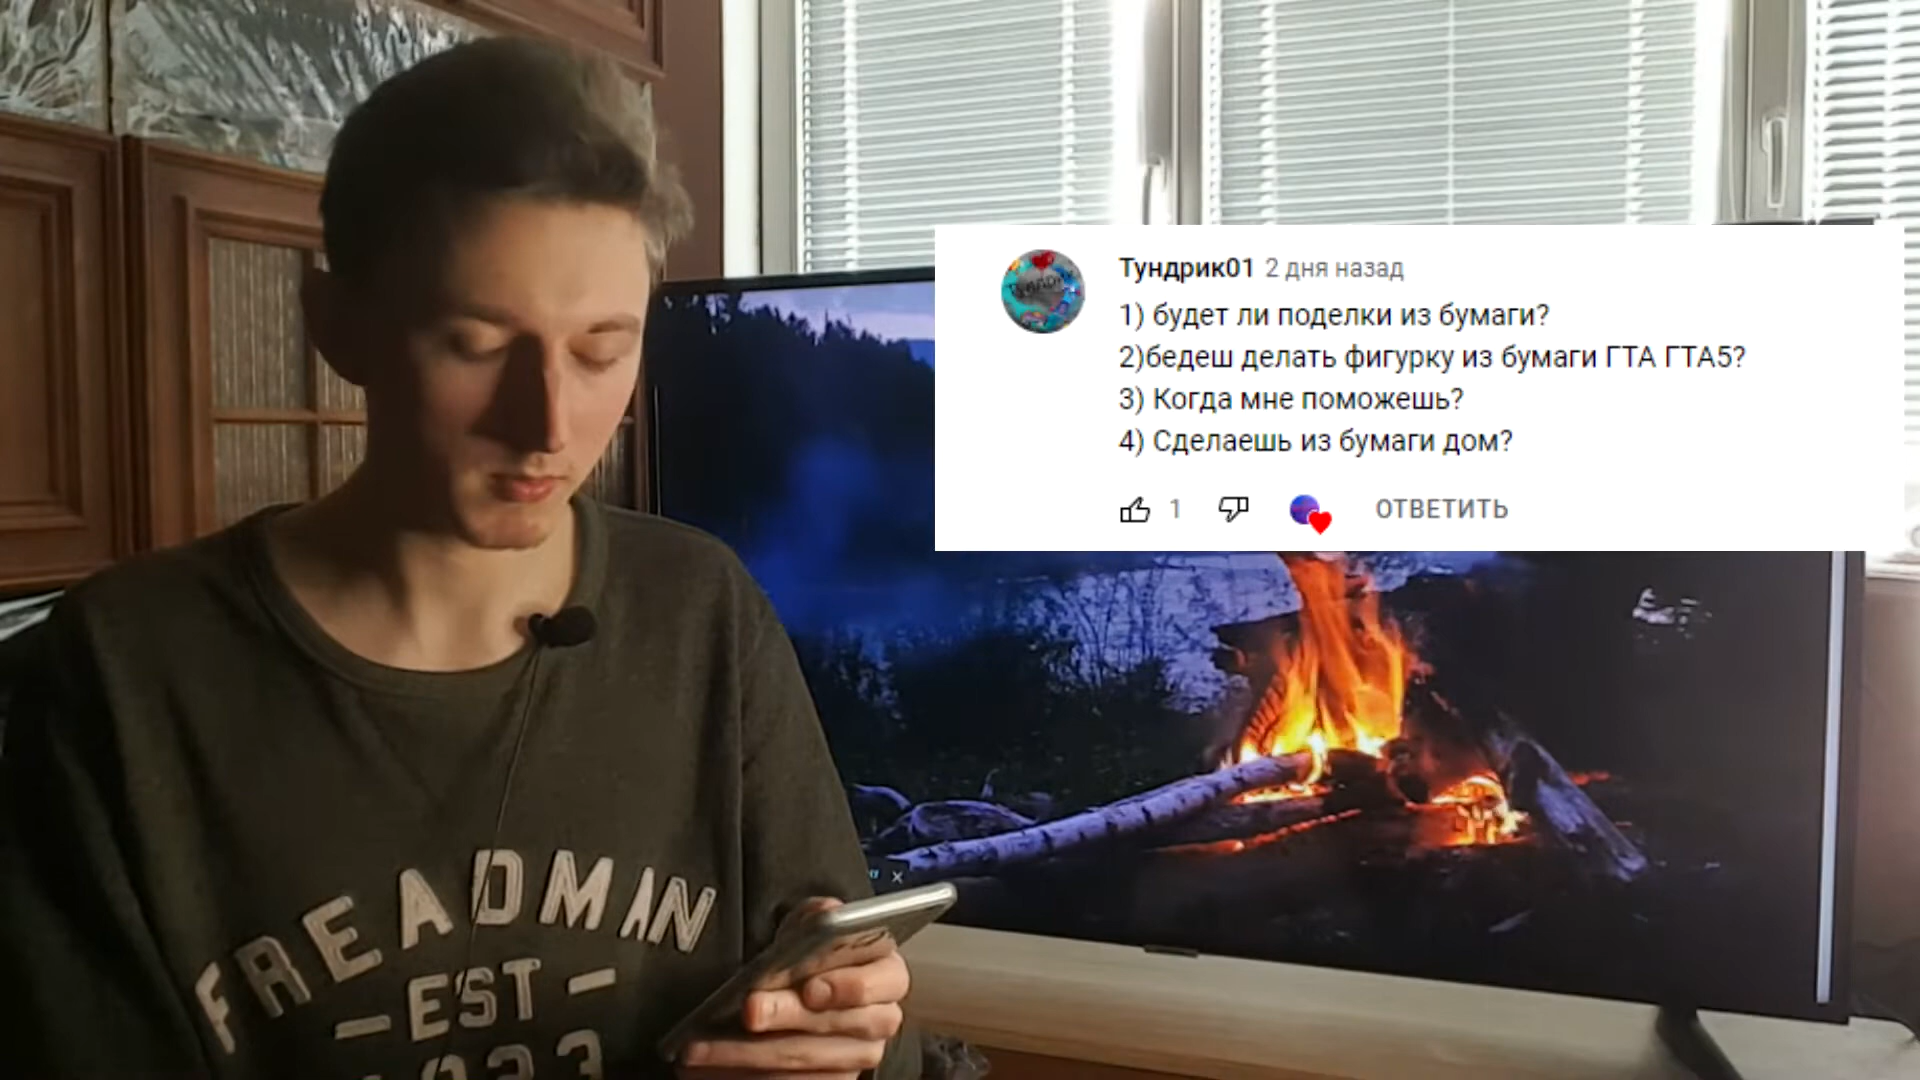 Тундрик01 2 дня назад
1) будет ли поделки из бумаги?
2)бедеш делать фигурку из бумаги ГТА ГТА5?
3) Когда мне поможешь?
4) Сделаешь из бумаги дом?
1 ОТВЕТИТЬ
FREADMAN
EST